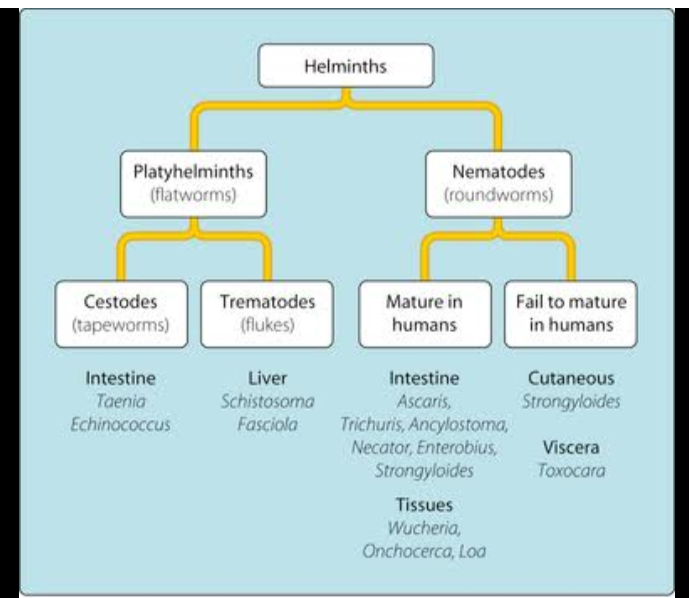 Helminths
Platyhelminths
(flatworms)
Nematodes
(roundworms)
Cestodes
(tapeworms)
Trematodes
(flukes)
Mature in
humans
Fail to mature
in humans
Intestine
Taenia
Echinococcus
Liver
Schistosoma
Fasciola
Intestine
Ascaris,
Trichuris, Ancylostoma,
Necator, Enterobius,
Strongyloides
Tissues
Wucheria,
Onchocerca, Loa
Cutaneous
Strongyloides
Viscera
Toxocara